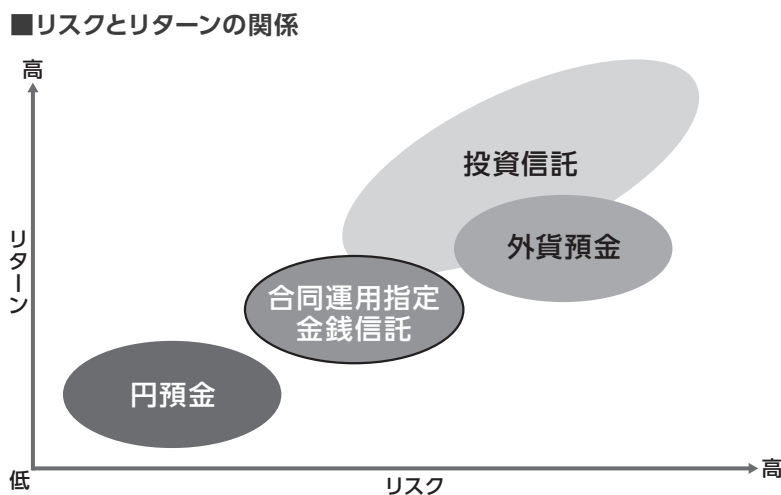 ■リスクとリターンの関係
高
投資信託
リターン
外貨預金
合同運用指定
金銭信託
円預金
低
リスク
高